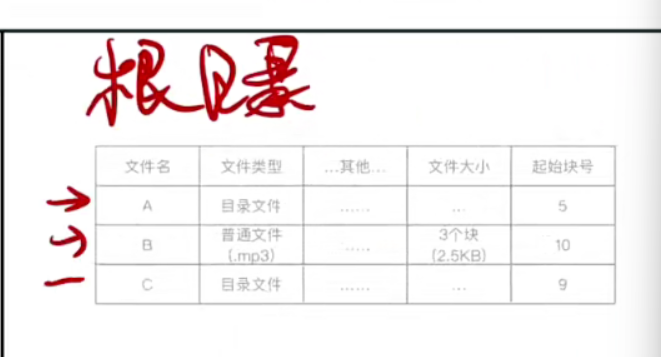 根目录
文件名 文件类型 ...其他... 文件大小 起始块号
A 目录文件 ...... ... 5
B 普通文件(.mp3) ...... 3个块(2.5KB) 10
C 目录文件 ...... ... 9